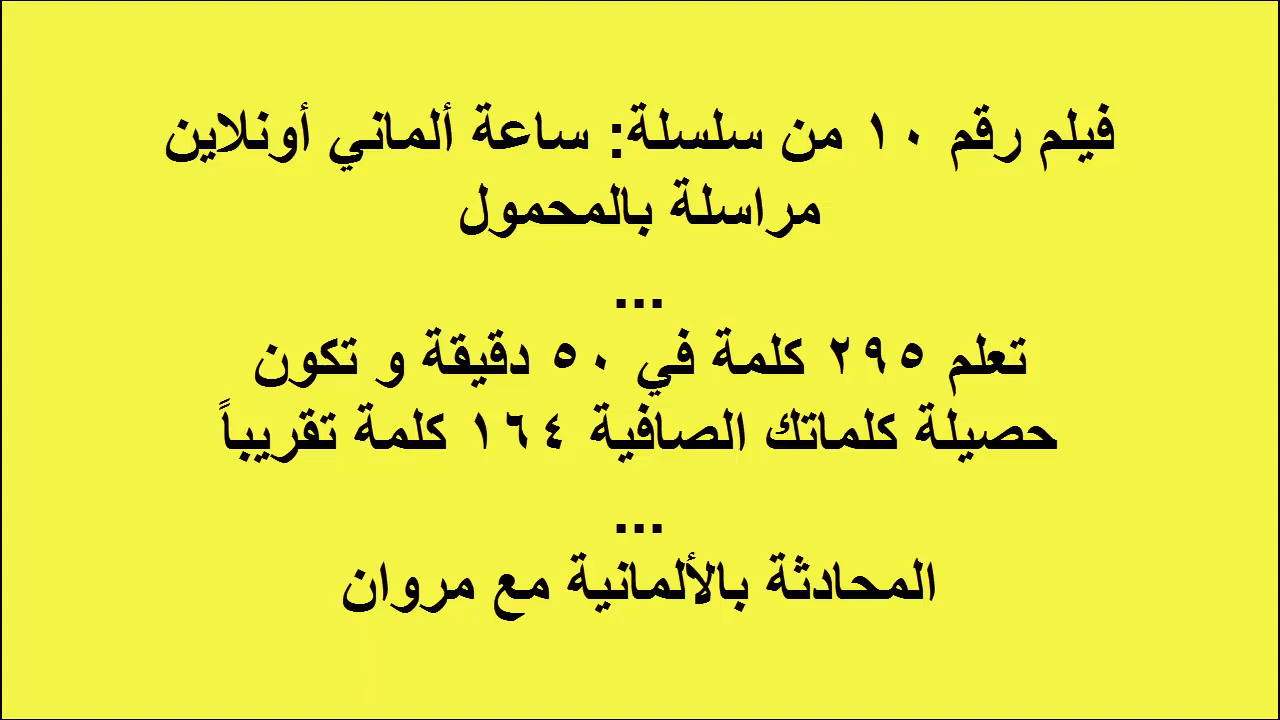 فيلم رقم ١٠ من سلسلة: ساعة ألماني أونلاين
مراسلة بالمحمول
...
تعلم ٢٩٥ كلمة في ٥٠ دقيقة و تكون
حصيلة كلماتك الصافية ١٦٤ كلمة تقريباً
...
المحادثة بالألمانية مع مروان